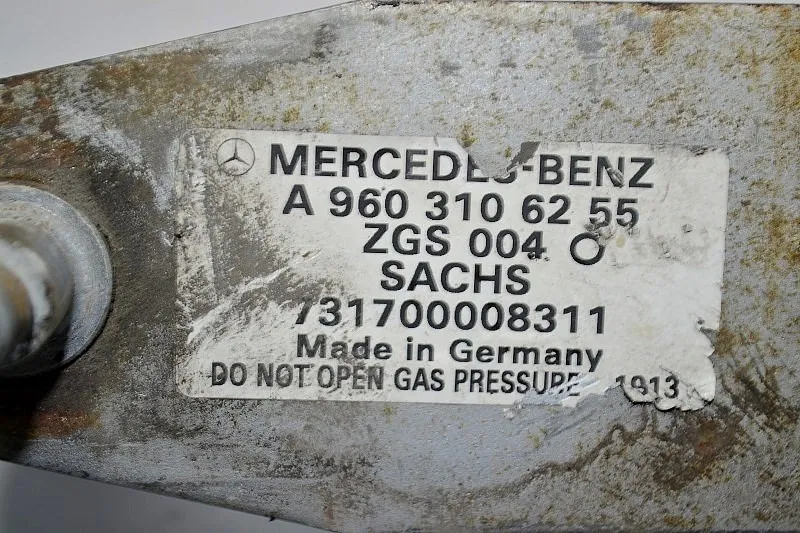 MERCEDES-BENZ
A 960 310 62 55
ZGS 004
SACHS
731700008311
Made in Germany
DO NOT OPEN GAS PRESSURE 1913